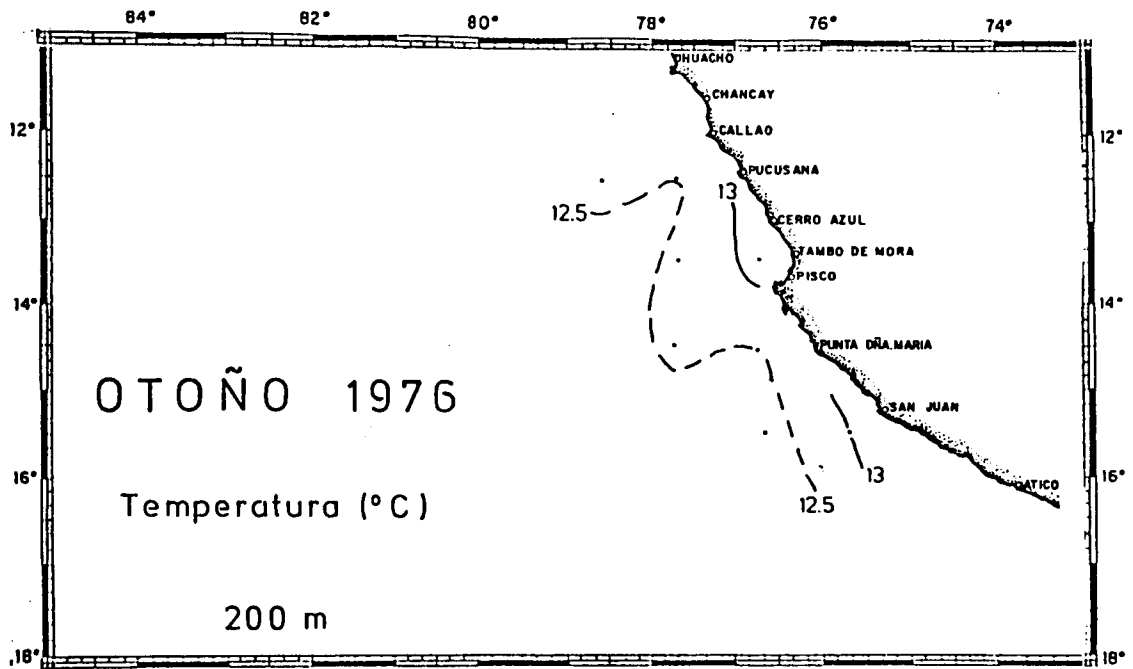 84° 82° 80° 78° 76° 74°
HUACHO
CHANCAY
12° 12°
CALLAO
PUCUSANA
13
12.5
CERRO AZUL
TAMBO DE MORA
PISCO
14° 14°
PUNTA DÑA. MARIA
OTOÑO 1976
SAN JUAN
16° 13 16°
ATICO
12.5
Temperatura (°C)
200 m
18° 18°